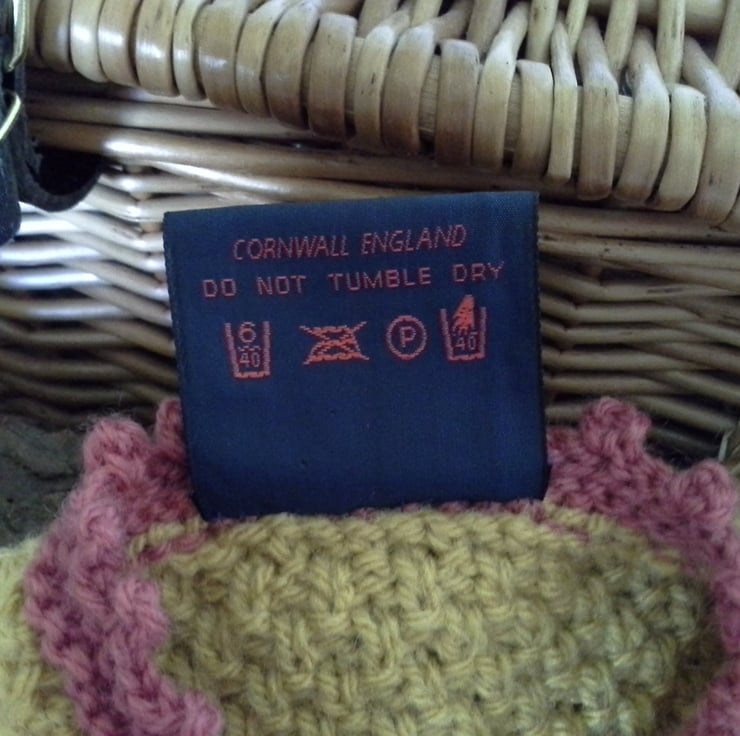 CORNWALL ENGLAND
DO NOT TUMBLE DRY
6 40 P 40